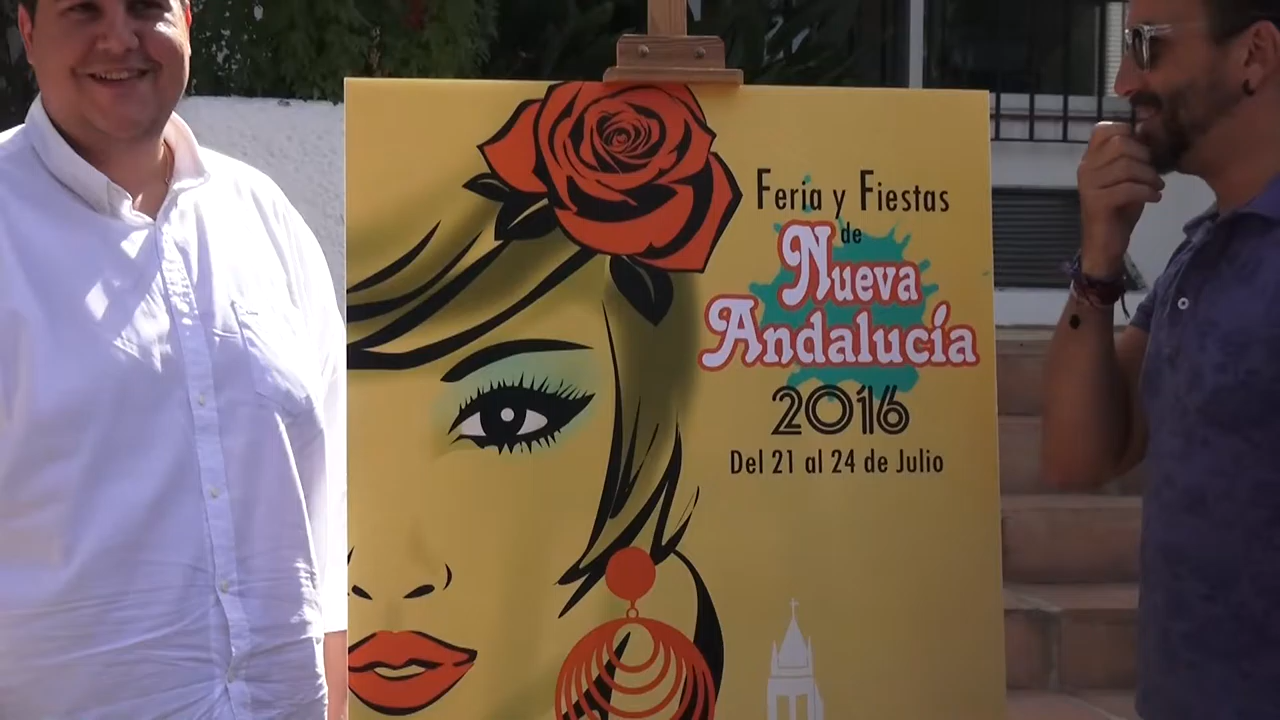 Feria y Fiestas
de
Nueva
Andalucía
2016
Del 21 al 24 de Julio